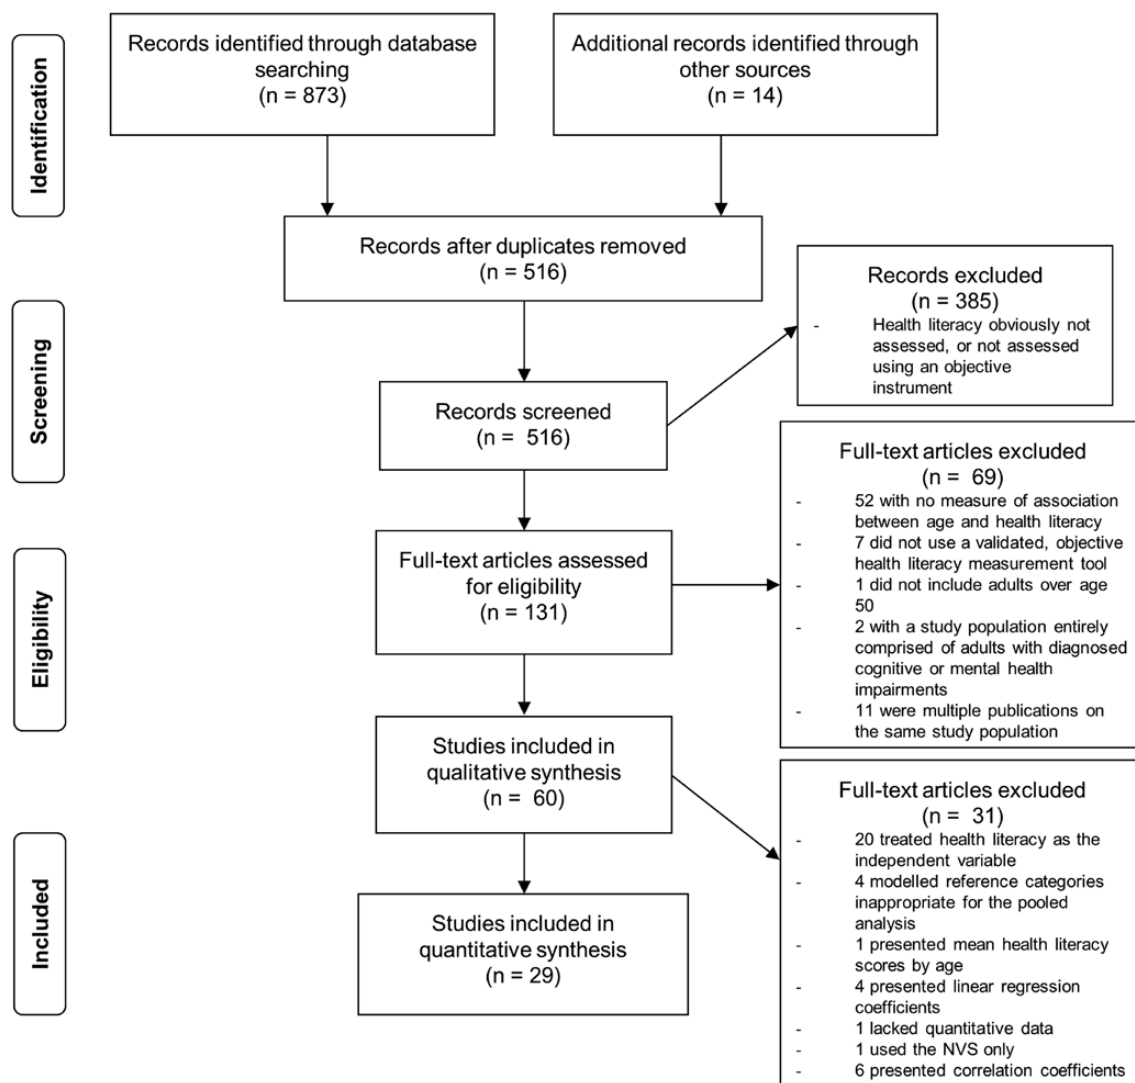 Identification
Records identified through database
searching
(n = 873)
Additional records identified through
other sources
(n = 14)
Records after duplicates removed
(n = 516)
Screening
Records screened
(n = 516)
Records excluded
(n = 385)
- Health literacy obviously not
assessed, or not assessed
using an objective
instrument
Eligibility
Full-text articles assessed
for eligibility
(n = 131)
Full-text articles excluded
(n = 69)
- 52 with no measure of association
between age and health literacy
- 7 did not use a validated, objective
health literacy measurement tool
- 1 did not include adults over age
50
- 2 with a study population entirely
comprised of adults with diagnosed
cognitive or mental health
impairments
- 11 were multiple publications on
the same study population
Studies included in
qualitative synthesis
(n = 60)
Included
Studies included in
quantitative synthesis
(n = 29)
Full-text articles excluded
(n = 31)
- 20 treated health literacy as the
independent variable
- 4 modelled reference categories
inappropriate for the pooled
analysis
- 1 presented mean health literacy
scores by age
- 4 presented linear regression
coefficients
- 1 lacked quantitative data
- 1 used the NVS only
- 6 presented correlation coefficients